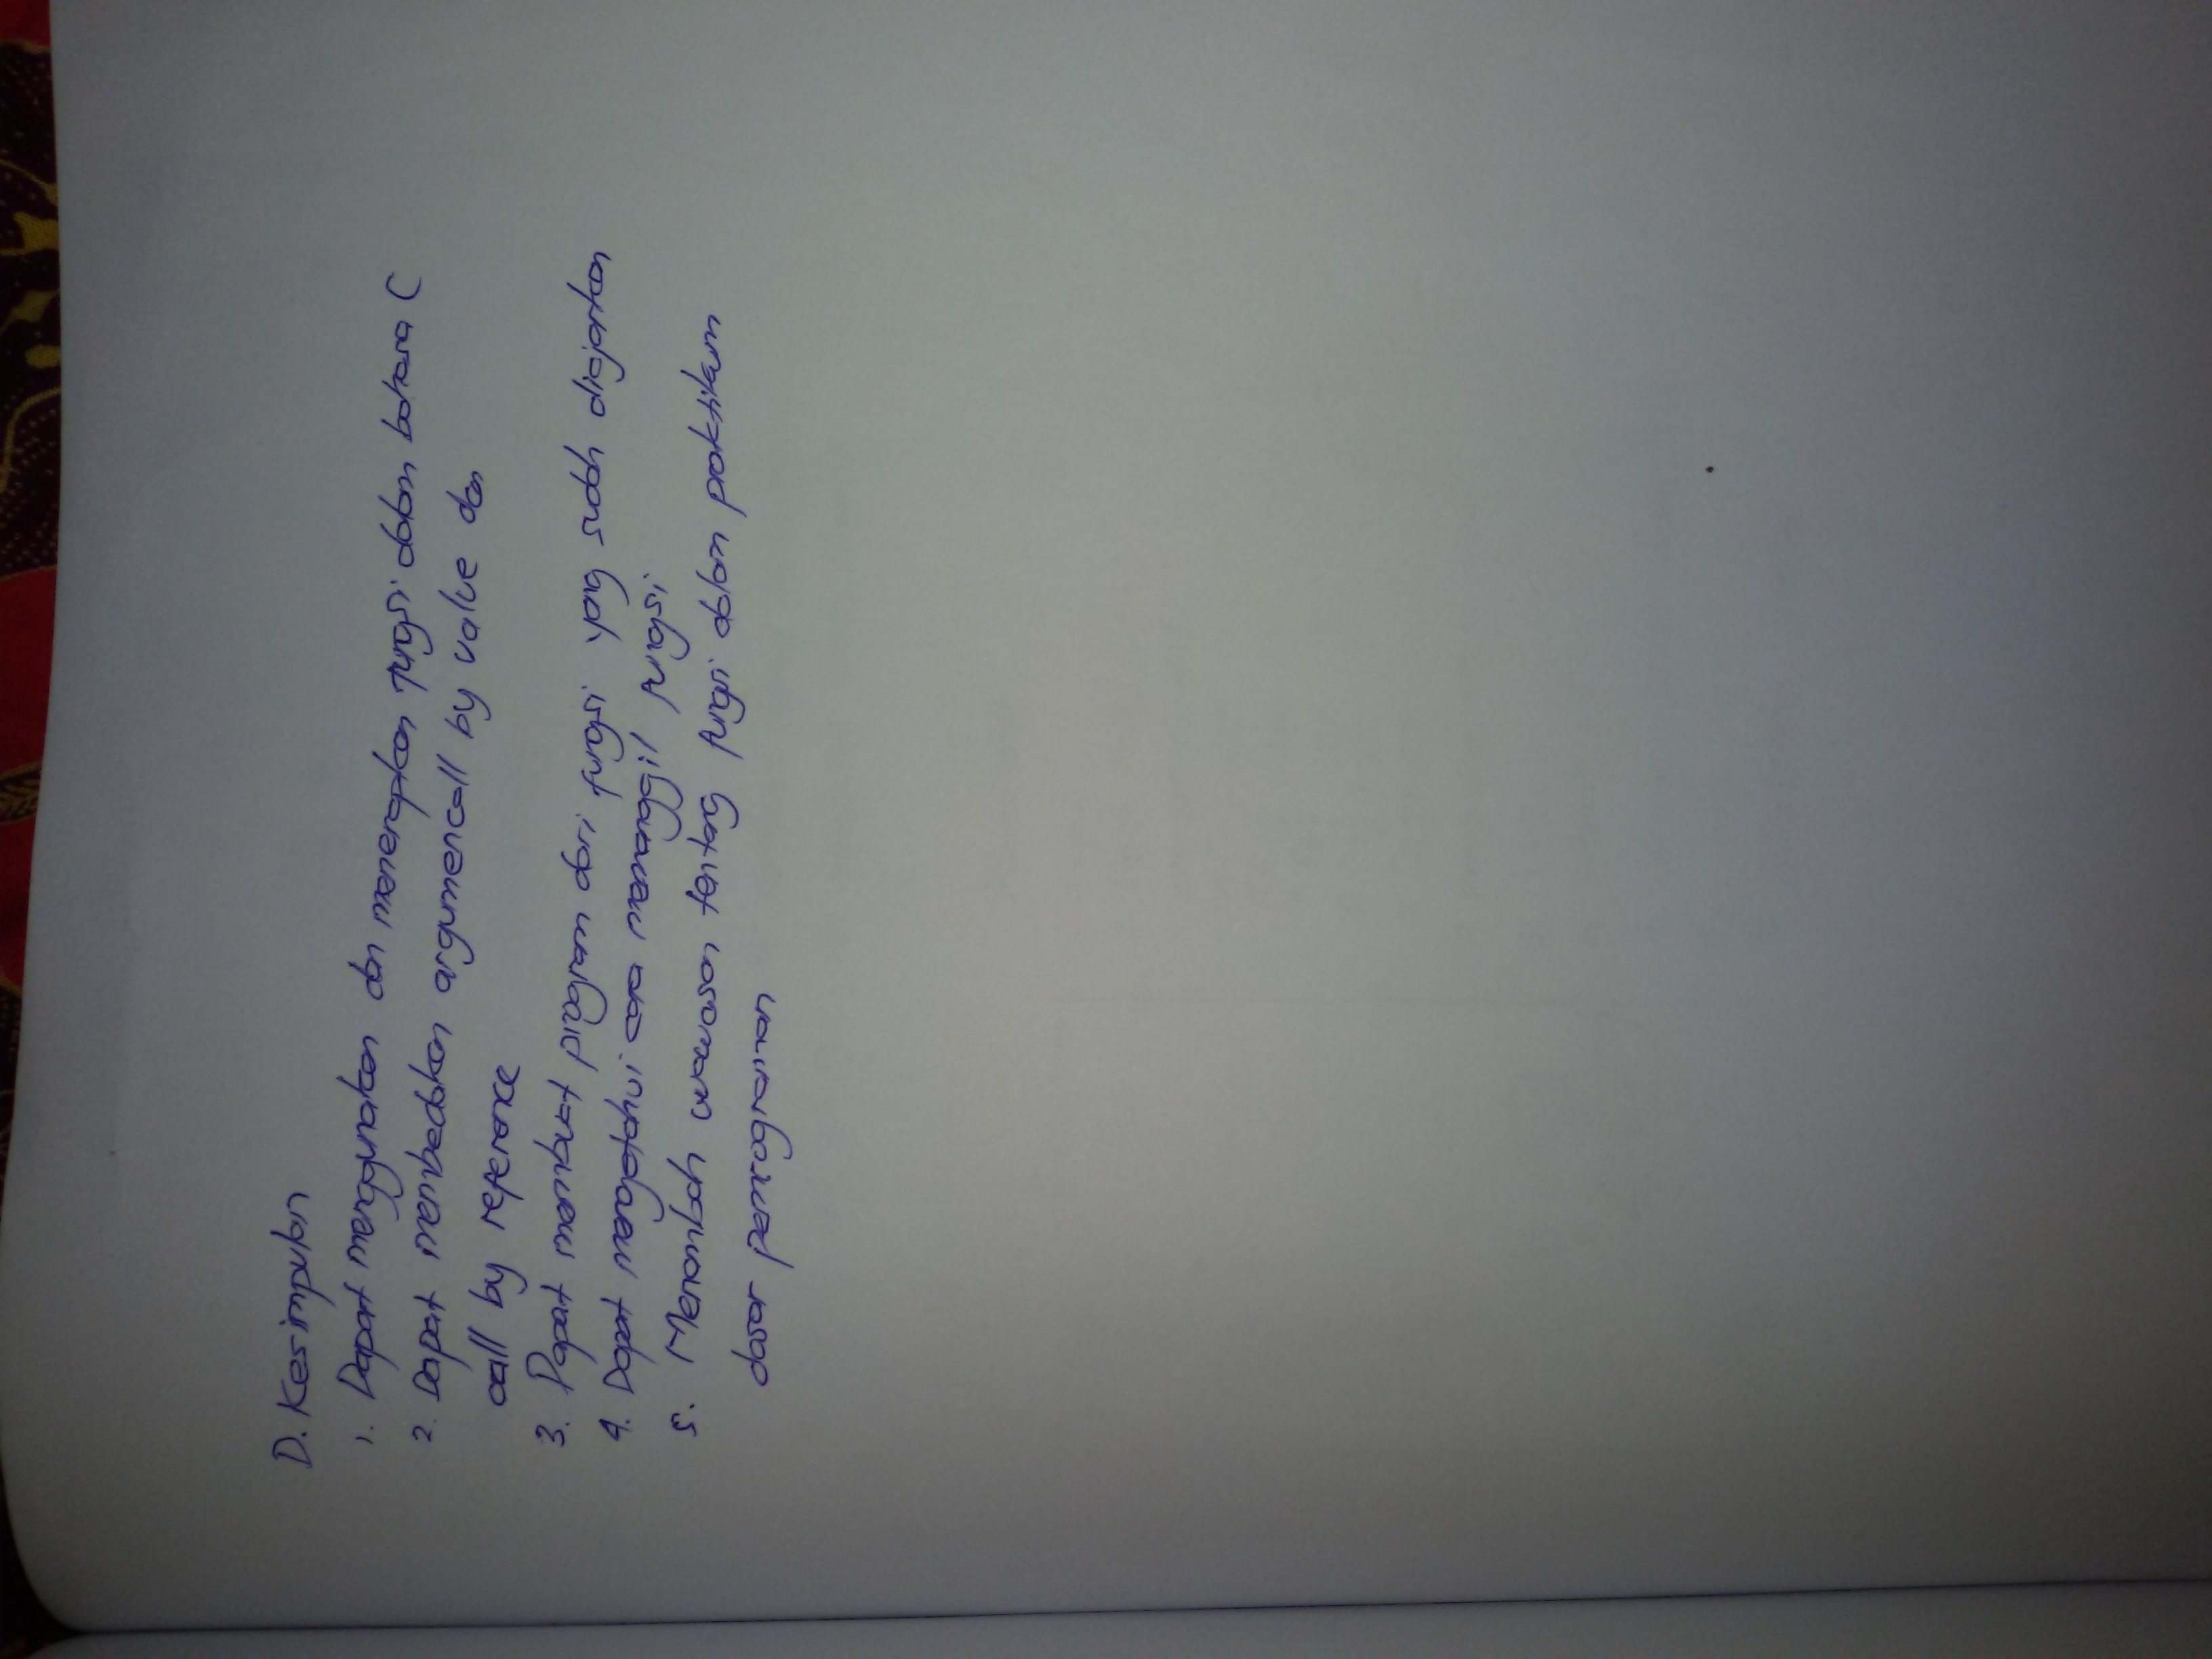 D. Kesimpulan
1. Dapat menggunakan dan menerapkan fungsi dalam bahasa C
2. Dapat membedakan argumen call by value dan
call by reference
3. Dapat membuat program dari fungsi yang sudah diajarkan
4. Dapat mengetahui cara memanggil fungsi
5. Menambah wawasan tentang fungsi dalam praktikum
dasar pemrograman